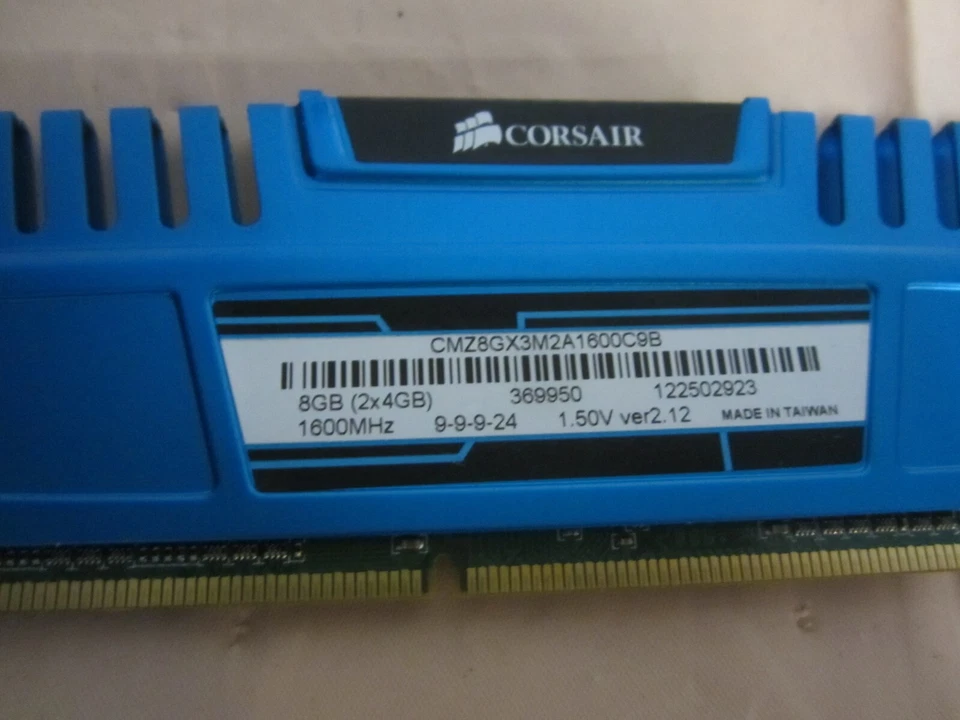 CORSAIR
CMZ8GX3M2A1600C9B
8GB (2x4GB) 369950 122502923
1600MHz 9-9-9-24 1.50V ver2.12 MADE IN TAIWAN